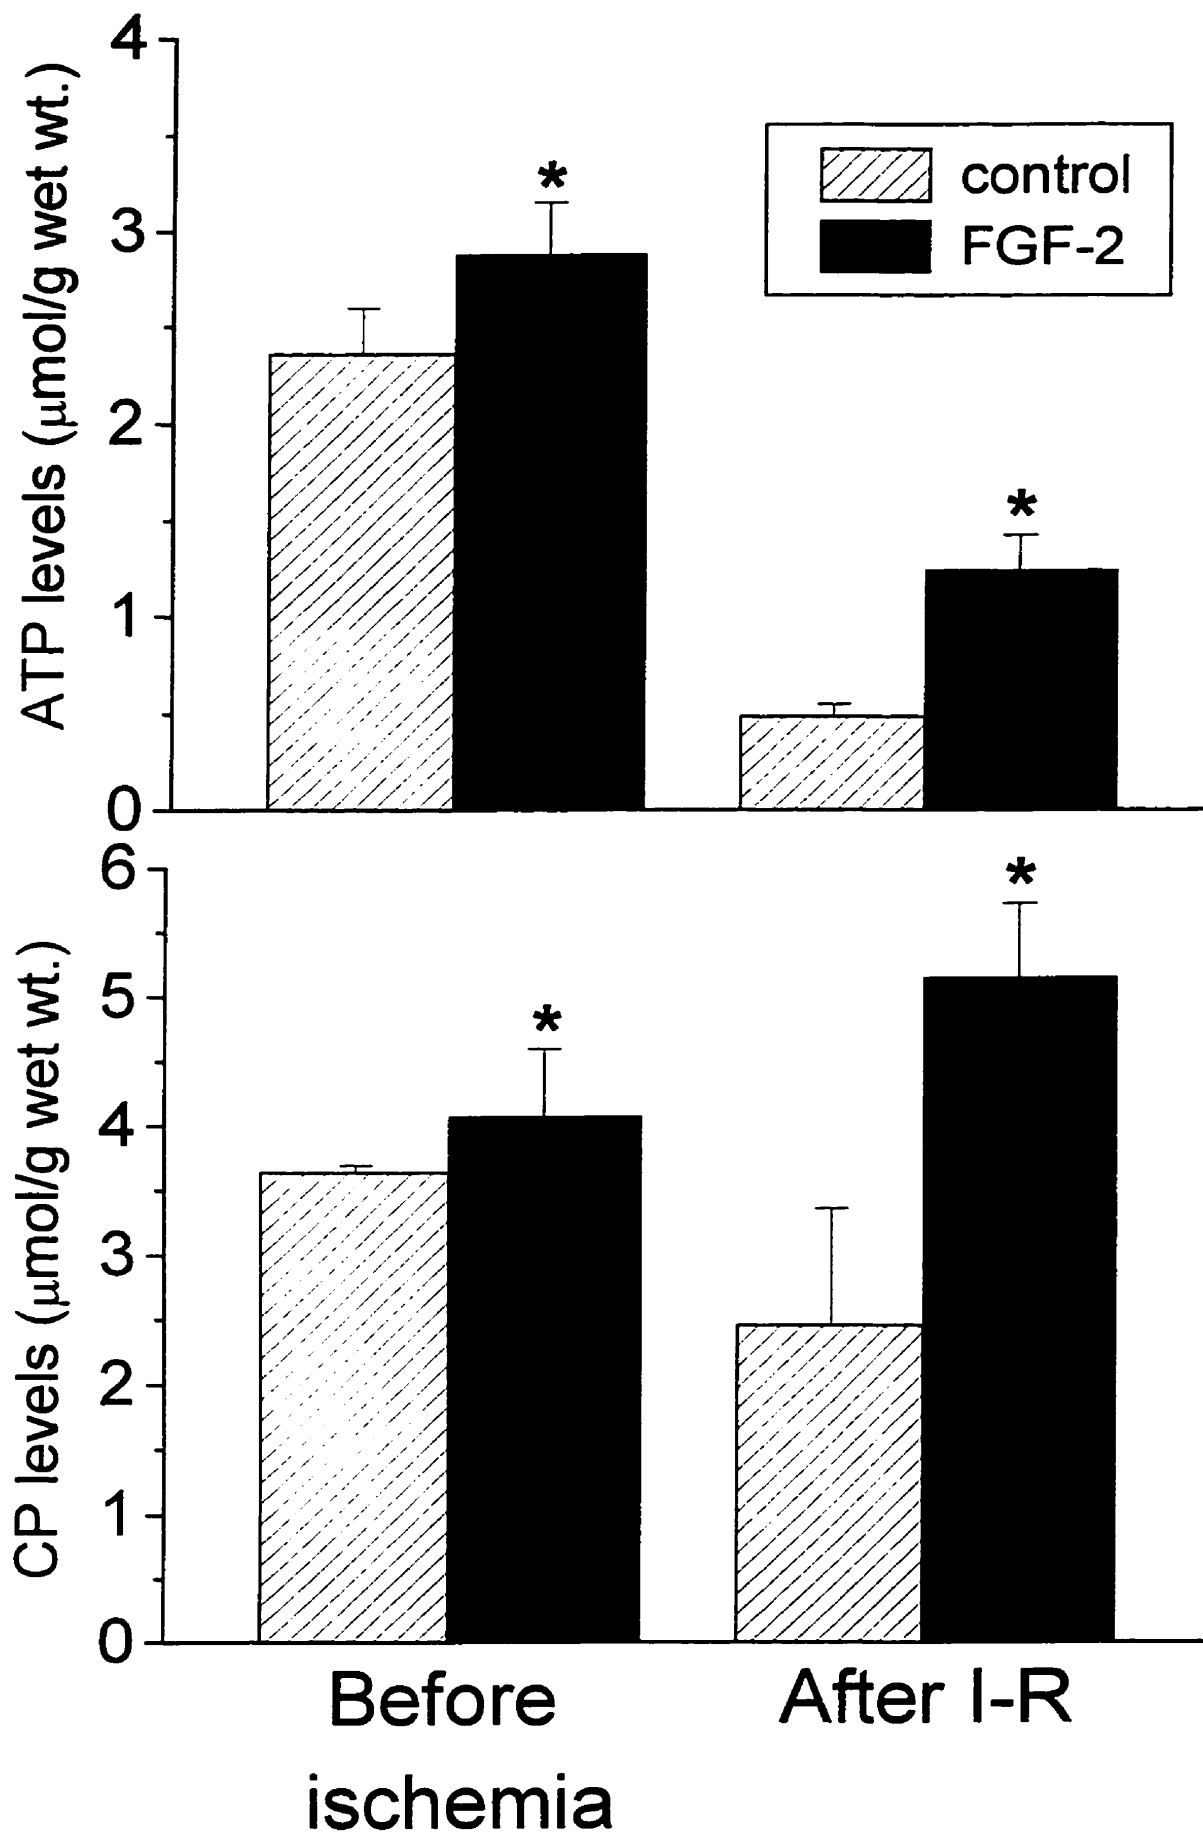 ATP levels (μmol/g wet wt.)
4
3
2
1
0
control
FGF-2
*
*
CP levels (μmol/g wet wt.)
6
5
4
3
2
1
0
*
*
Before
ischemia
After I-R